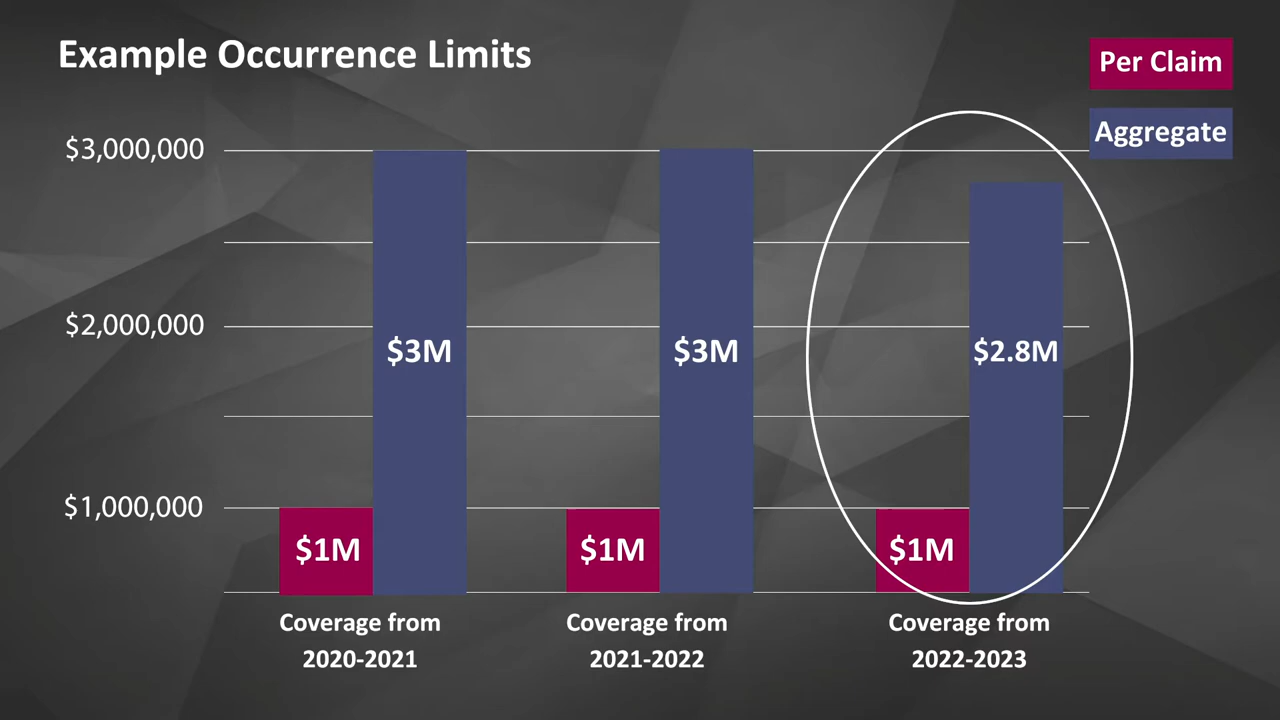 Example Occurrence Limits
Per Claim
Aggregate
$3,000,000
$2,000,000
$1,000,000
$3M
$3M
$2.8M
$1M
$1M
$1M
Coverage from
2020-2021
Coverage from
2021-2022
Coverage from
2022-2023